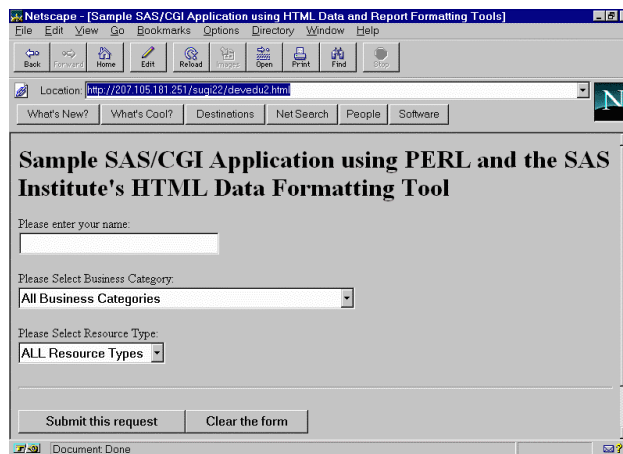 Netscape - [Sample SAS/CGI Application using HTML Data and Report Formatting Tools]
File Edit View Go Bookmarks Options Directory Window Help
Back Forward Home Edit Reload Images Open Print Find Stop
Location: http://207.105.181.251/sugi22/devedu2.html
What's New? What's Cool? Destinations Net Search People Software
N
Sample SAS/CGI Application using PERL and the SAS
Institute's HTML Data Formatting Tool
Please enter your name:
Please Select Business Category:
All Business Categories
Please Select Resource Type:
ALL Resource Types
Submit this request Clear the form
Document: Done